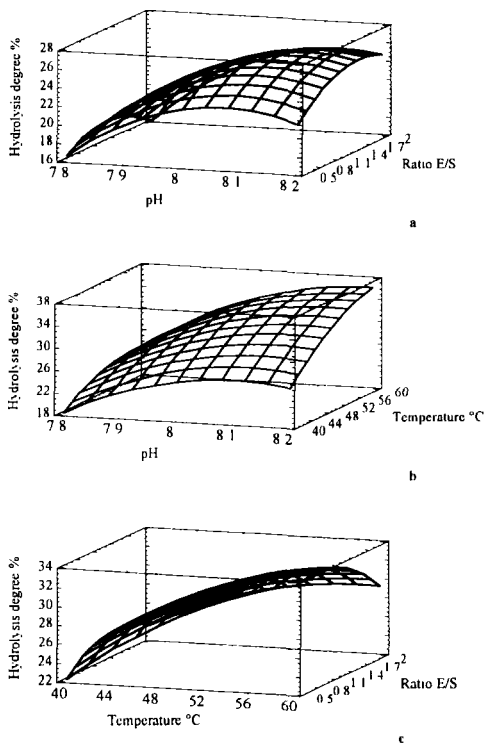 Hydrolysis degree %
28
26
24
22
20
18
16
7 8
7 9
8
8 1
8 2
pH
0 5 0 8 1 1 1 4 1 7 2
Ratio E/S
a
Hydrolysis degree %
38
38
33
28
28
22
18
7 8
7 9
8
8 1
8 2
pH
40 44 48 52 56 60
Temperature °C
b
Hydrolysis degree %
34
32
30
28
26
24
22
40
44
48
52
56
60
Temperature °C
0 5 0 8 1 1 1 4 1 7 2
Ratio E/S
c